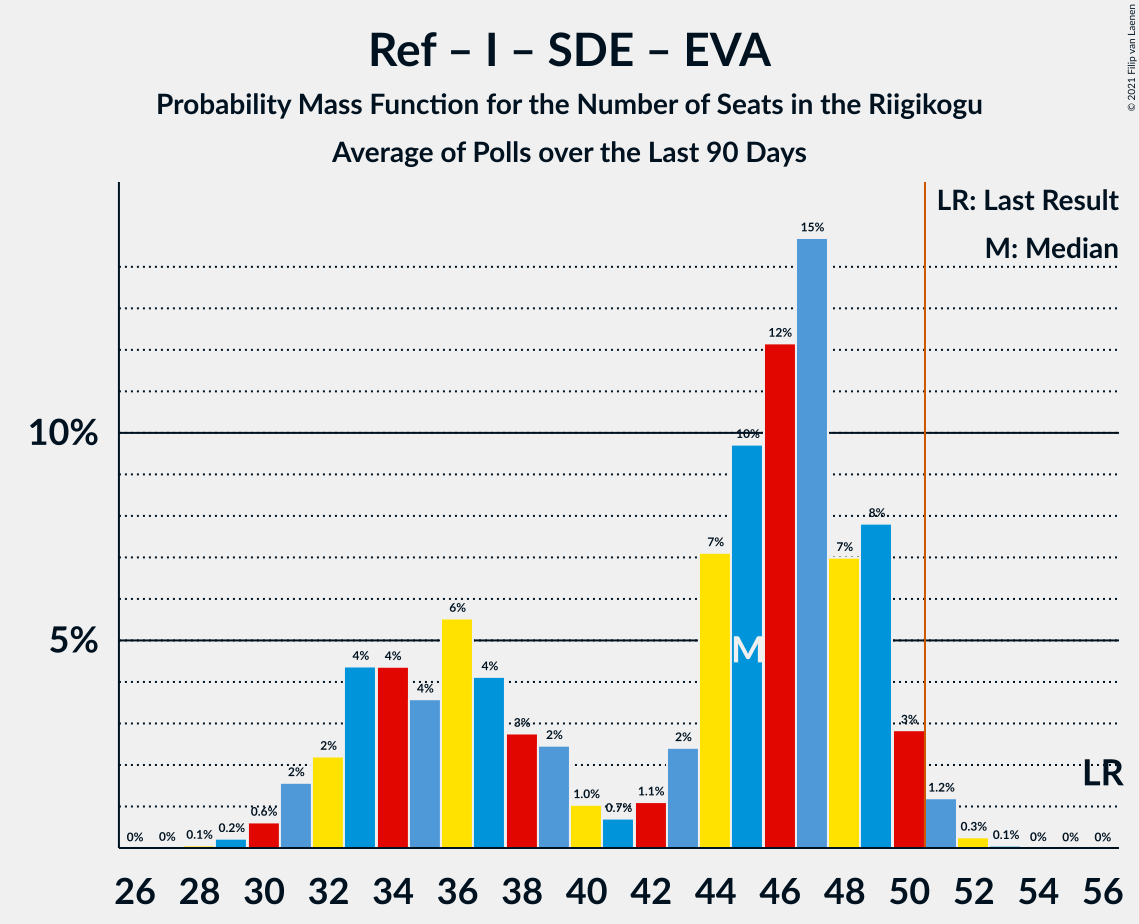 Ref – I – SDE – EVA
Probability Mass Function for the Number of Seats in the Riigikogu
Average of Polls over the Last 90 Days
© 2021 Filip van Laenen
LR: Last Result
M: Median
10%
5%
0% 0% 0.1% 0.2% 0.6% 2% 2% 4% 4% 4% 6% 4% 3% 2% 1.0% 0.7% 1.1% 2% 7% 10% 12% 15% 7% 8% 3% 1.2% 0.3% 0.1% 0% 0% 0%
M
LR
26 28 30 32 34 36 38 40 42 44 46 48 50 52 54 56